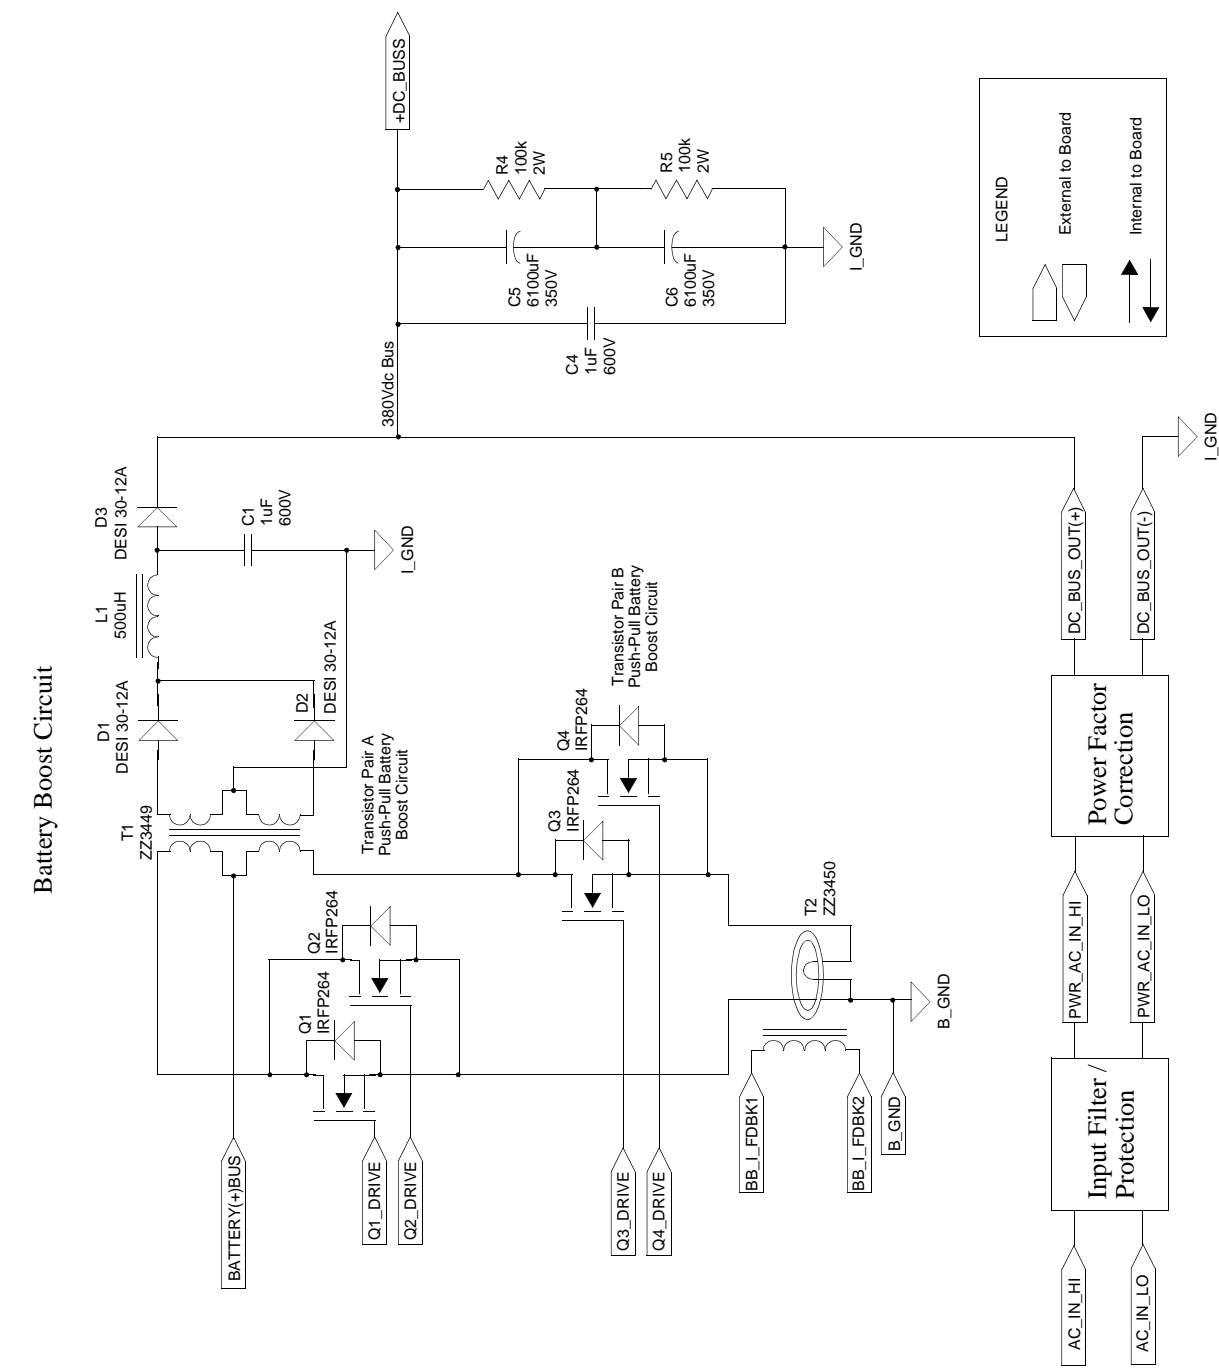 Battery Boost Circuit
D1
DESI 30-12A
L1
500uH
D3
DESI 30-12A
T1
ZZ3449
D2
DESI 30-12A
C1
1uF
600V
I_GND
BATTERY(+)BUS
Transistor Pair A
Push-Pull Battery
Boost Circuit
Q1
IRFP264
Q2
IRFP264
Q1_DRIVE
Q2_DRIVE
380Vdc Bus
+DC_BUSS
Q3
IRFP264
Q4
IRFP264
Transistor Pair B
Push-Pull Battery
Boost Circuit
Q3_DRIVE
Q4_DRIVE
C4
1uF
600V
C5
6100uF
350V
R4
100k
2W
C6
6100uF
350V
R5
100k
2W
I_GND
T2
ZZ3450
BB_I_FDBK1
BB_I_FDBK2
B_GND
B_GND
LEGEND
External to Board
Internal to Board
AC_IN_HI
AC_IN_LO
Input Filter /
Protection
PWR_AC_IN_HI
PWR_AC_IN_LO
Power Factor
Correction
DC_BUS_OUT(+)
DC_BUS_OUT(-)
I_GND